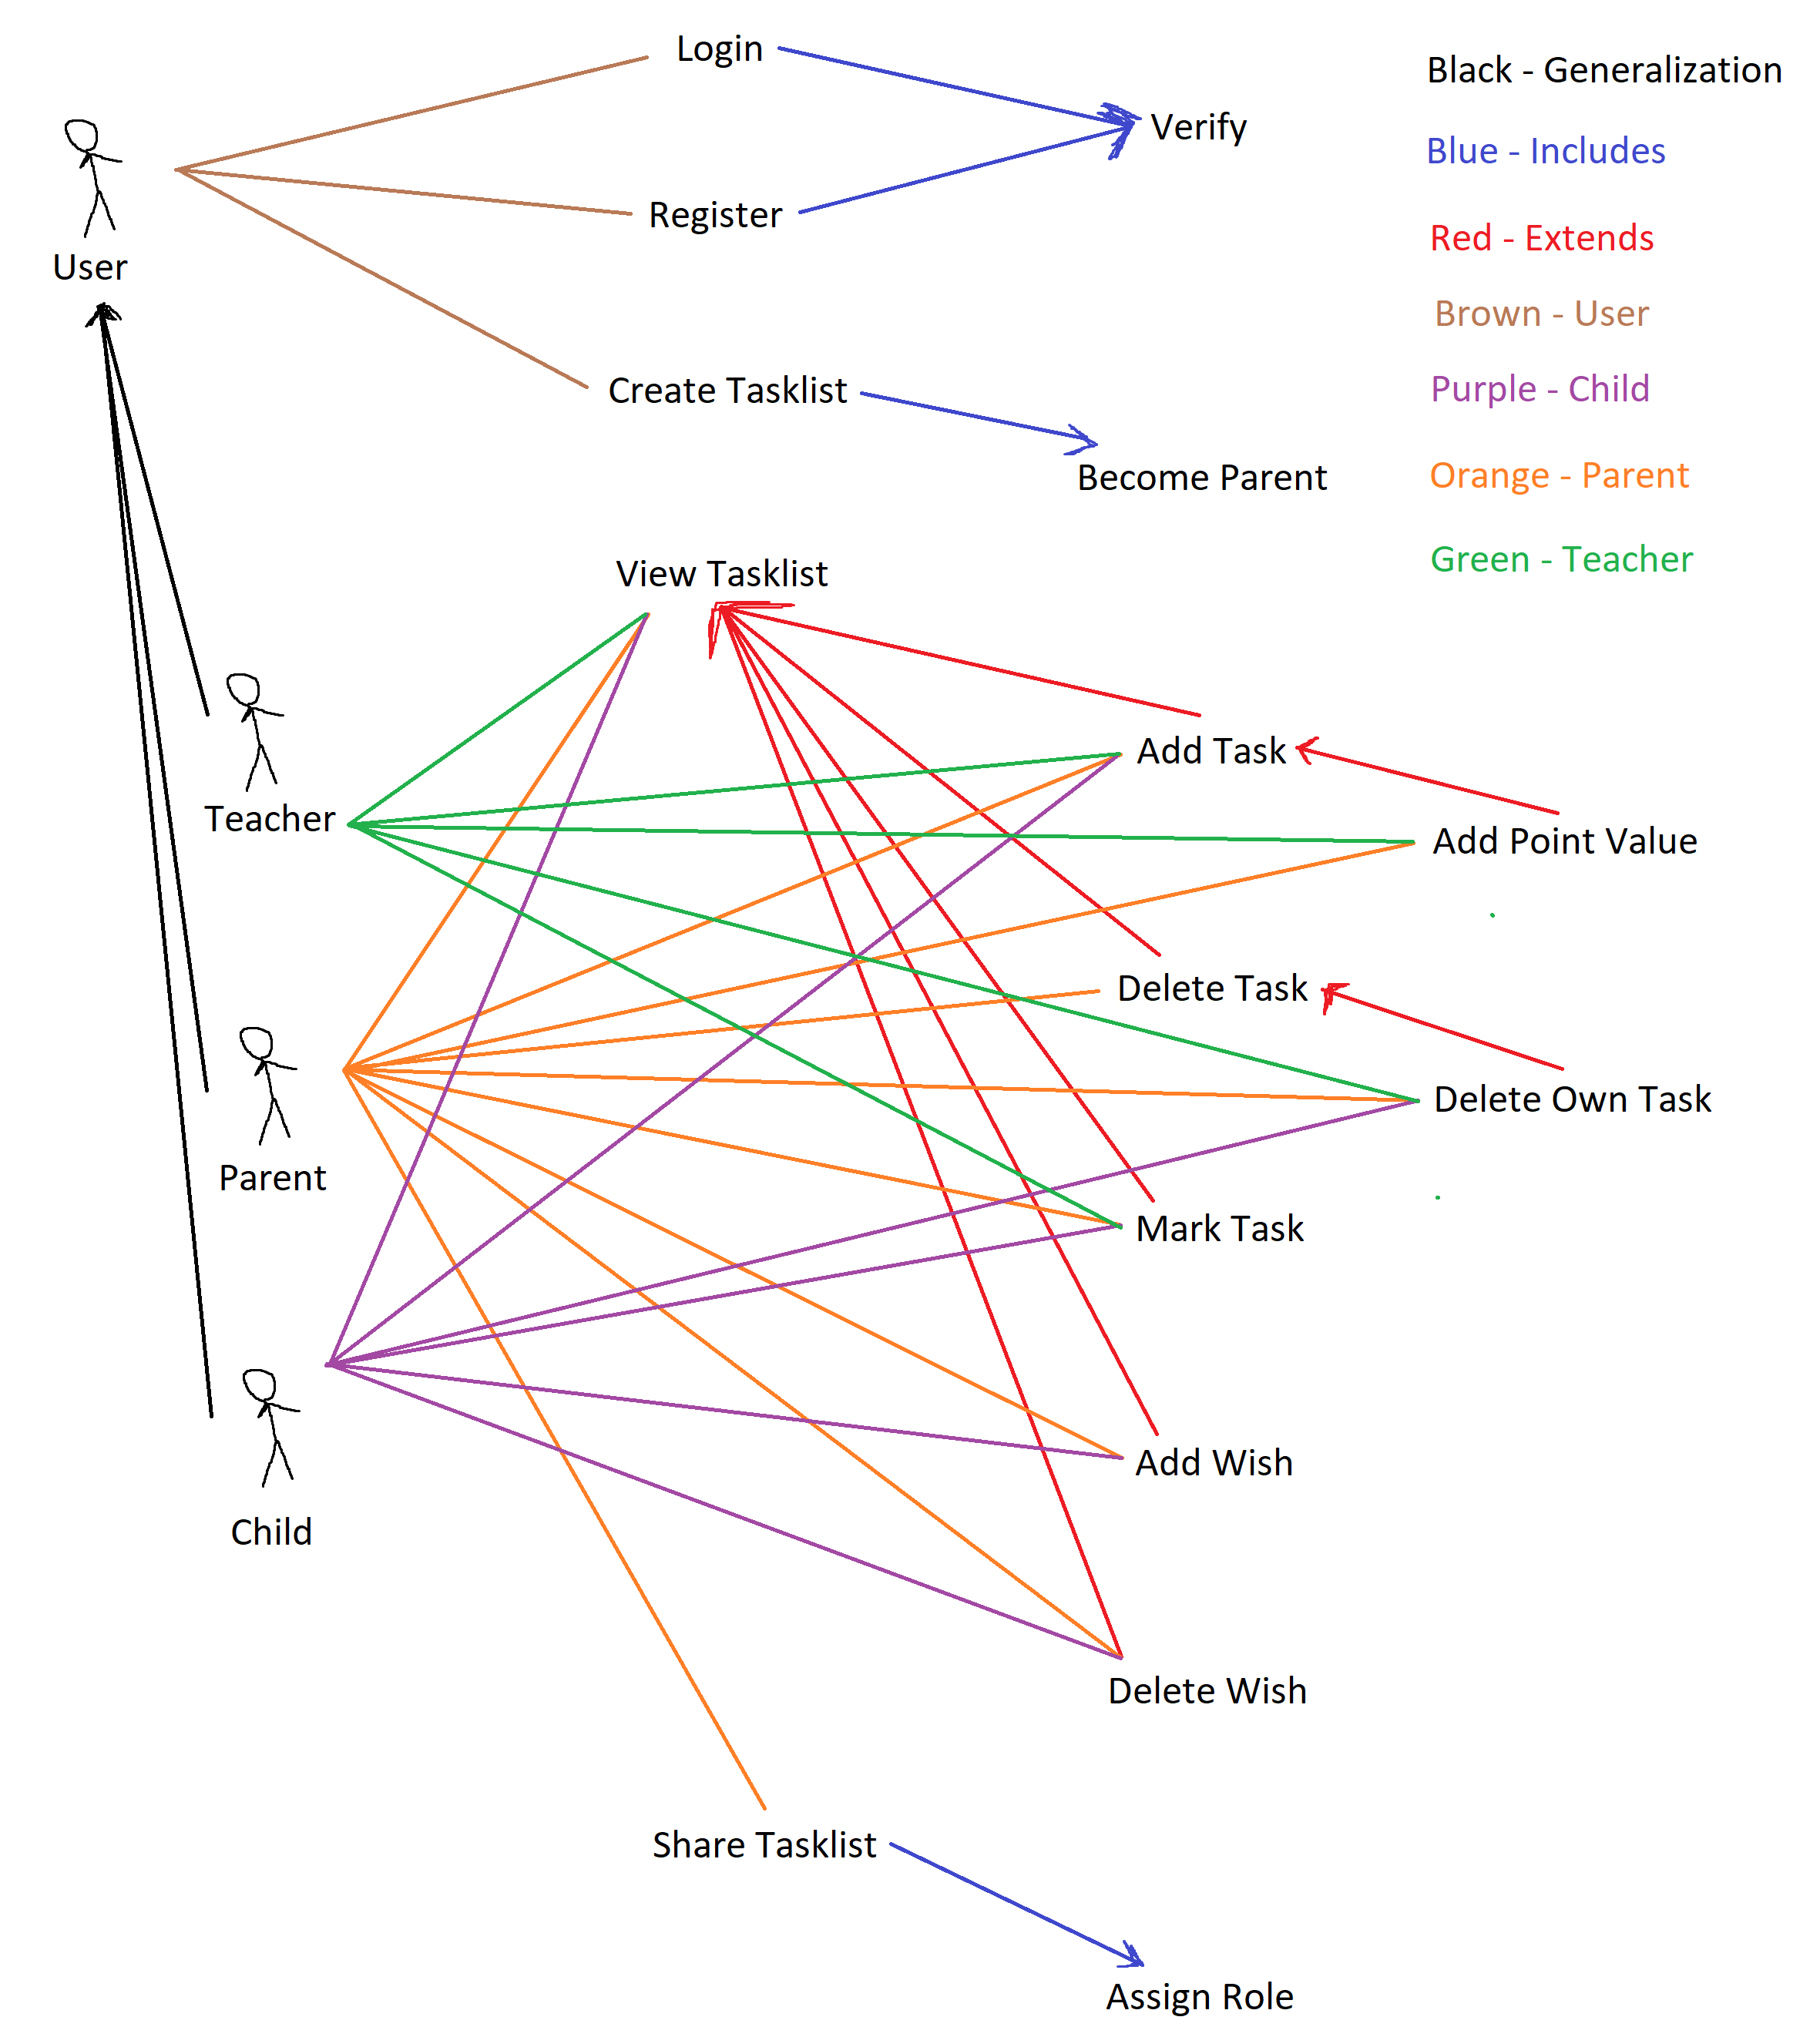 Login
Verify
Register
User
Create Tasklist
Become Parent
Black - Generalization
Blue - Includes
Red - Extends
Brown - User
Purple - Child
Orange - Parent
Green - Teacher
View Tasklist
Add Task
Teacher
Add Point Value
Delete Task
Delete Own Task
Parent
Mark Task
Add Wish
Child
Delete Wish
Share Tasklist
Assign Role